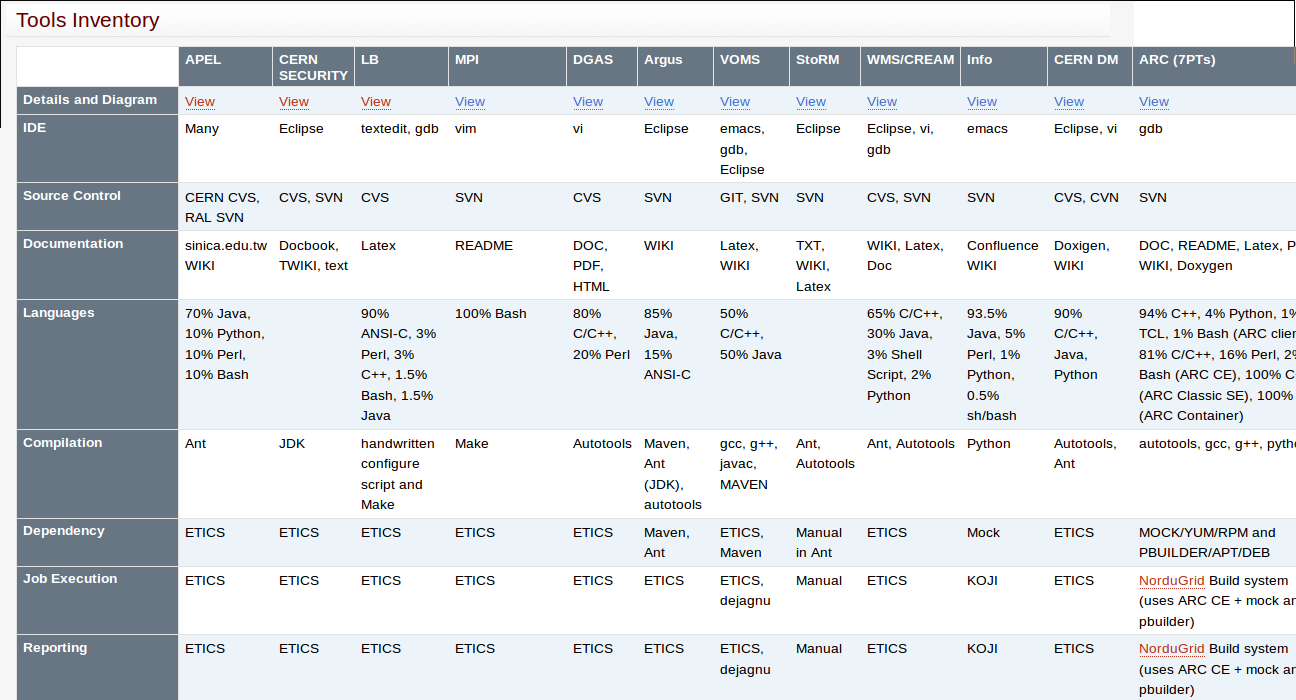 Tools Inventory
APEL CERN SECURITY LB MPI DGAS Argus VOMS StoRM WMS/CREAM Info CERN DM ARC (7PTs)
Details and Diagram View View View View View View View View View View View View
IDE Many Eclipse textedit, gdb vim vi Eclipse emacs, gdb, Eclipse Eclipse Eclipse, vi, gdb emacs Eclipse, vi gdb
Source Control CERN CVS, RAL SVN CVS, SVN CVS SVN CVS SVN GIT, SVN SVN CVS, SVN SVN CVS, CVN SVN
Documentation sinica.edu.tw WIKI Docbook, TWIKI, text Latex README DOC, PDF, HTML WIKI Latex, WIKI TXT, WIKI, Latex WIKI, Latex, Doc Confluence WIKI Doxigen, WIKI DOC, README, Latex, WIKI, Doxygen
Languages 70% Java, 10% Python, 10% Perl, 10% Bash 90% ANSI-C, 3% Perl, 3% C++, 1.5% Bash, 1.5% Java 100% Bash 80% C/C++, 20% Perl 85% Java, 15% ANSI-C 50% C/C++, 50% Java 65% C/C++, 30% Java, 3% Shell Script, 2% Python 93.5% Java, 5% Perl, 1% Python, 0.5% sh/bash 90% C/C++, Java, Python 94% C++, 4% Python, 1% TCL, 1% Bash (ARC 81% C/C++, 16% Perl, Bash (ARC CE), 100% (ARC Classic SE), 100% (ARC Container)
Compilation Ant JDK handwritten configure script and Make Make Autotools Maven, Ant (JDK), autotools gcc, g++, javac, MAVEN Ant, Autotools Ant, Autotools Python Autotools, Ant autotools, gcc, g++,
Dependency ETICS ETICS ETICS ETICS ETICS Maven, Ant ETICS, Maven Manual in Ant ETICS Mock ETICS MOCK/YUM/RPM and PBUILDER/APT/DEB
Job Execution ETICS ETICS ETICS ETICS ETICS ETICS ETICS, dejagnu Manual ETICS KOJI ETICS NorduGrid Build system (uses ARC CE + mock pbuilder)
Reporting ETICS ETICS ETICS ETICS ETICS ETICS ETICS, dejagnu Manual ETICS KOJI ETICS NorduGrid Build system (uses ARC CE + mock pbuilder)